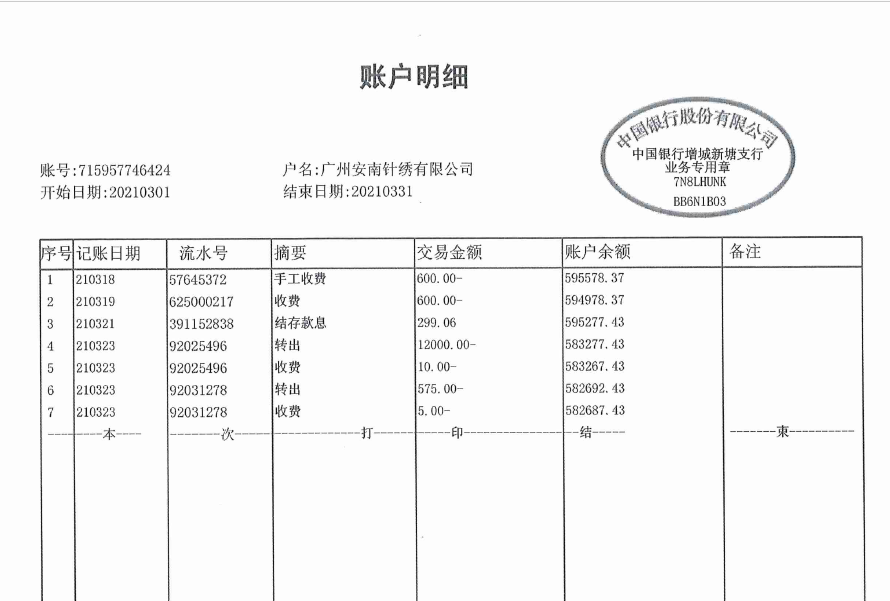 账户明细
中国银行股份有限公司
中国银行增城新塘支行
业务专用章
7N8LHUNK
BB6N1B03
账号:715957746424 户名:广州安南针绣有限公司
开始日期:20210301 结束日期:20210331
序号 记账日期 流水号 摘要 交易金额 账户余额 备注
1 210318 57645372 手工收费 600.00- 595578.37
2 210319 625000217 收费 600.00- 594978.37
3 210321 391152838 结存款息 299.06 595277.43
4 210323 92025496 转出 12000.00- 583277.43
5 210323 92025496 收费 10.00- 583267.43
6 210323 92031278 转出 575.00- 582692.43
7 210323 92031278 收费 5.00- 582687.43
-------本---- -------次---------------打----------印------------结----- -------束---------